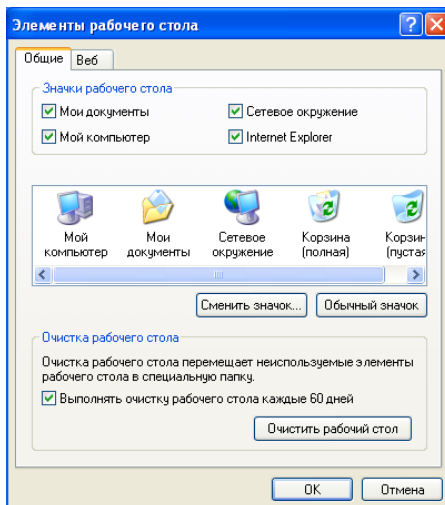 Элементы рабочего стола
Общие Веб
Значки рабочего стола
Мои документы Сетевое окружение
Мой компьютер Internet Explorer
Мой Мои Сетевое Корзина Корзин
компьютер документы окружение (полная) (пустая
Сменить значок... Обычный значок
Очистка рабочего стола
Очистка рабочего стола перемещает неиспользуемые элементы
рабочего стола в специальную папку.
Выполнять очистку рабочего стола каждые 60 дней
Очистить рабочий стол
OK Отмена